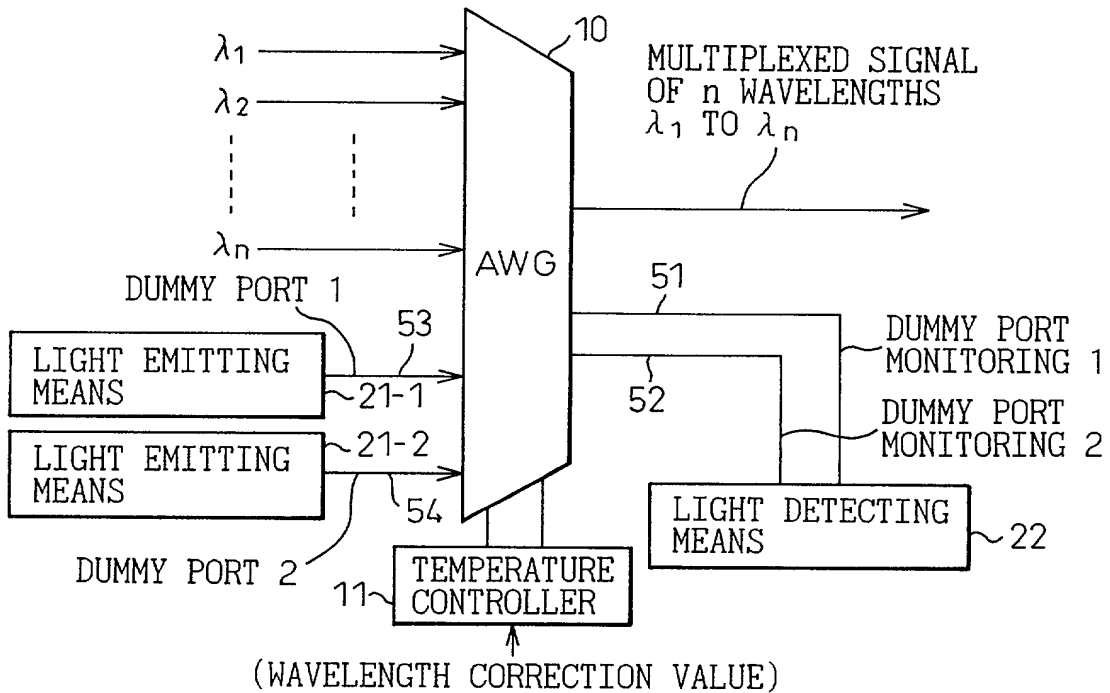 λ1
10
MULTIPLEXED SIGNAL
OF n WAVELENGTHS
λ1 TO λn
λ2
λn
AWG
DUMMY PORT 1
53
51
52
DUMMY PORT
MONITORING 1
LIGHT EMITTING
MEANS
21-1
DUMMY PORT
MONITORING 2
LIGHT EMITTING
MEANS
21-2
54
DUMMY PORT 2
LIGHT DETECTING
MEANS
22
11
TEMPERATURE
CONTROLLER
(WAVELENGTH CORRECTION VALUE)